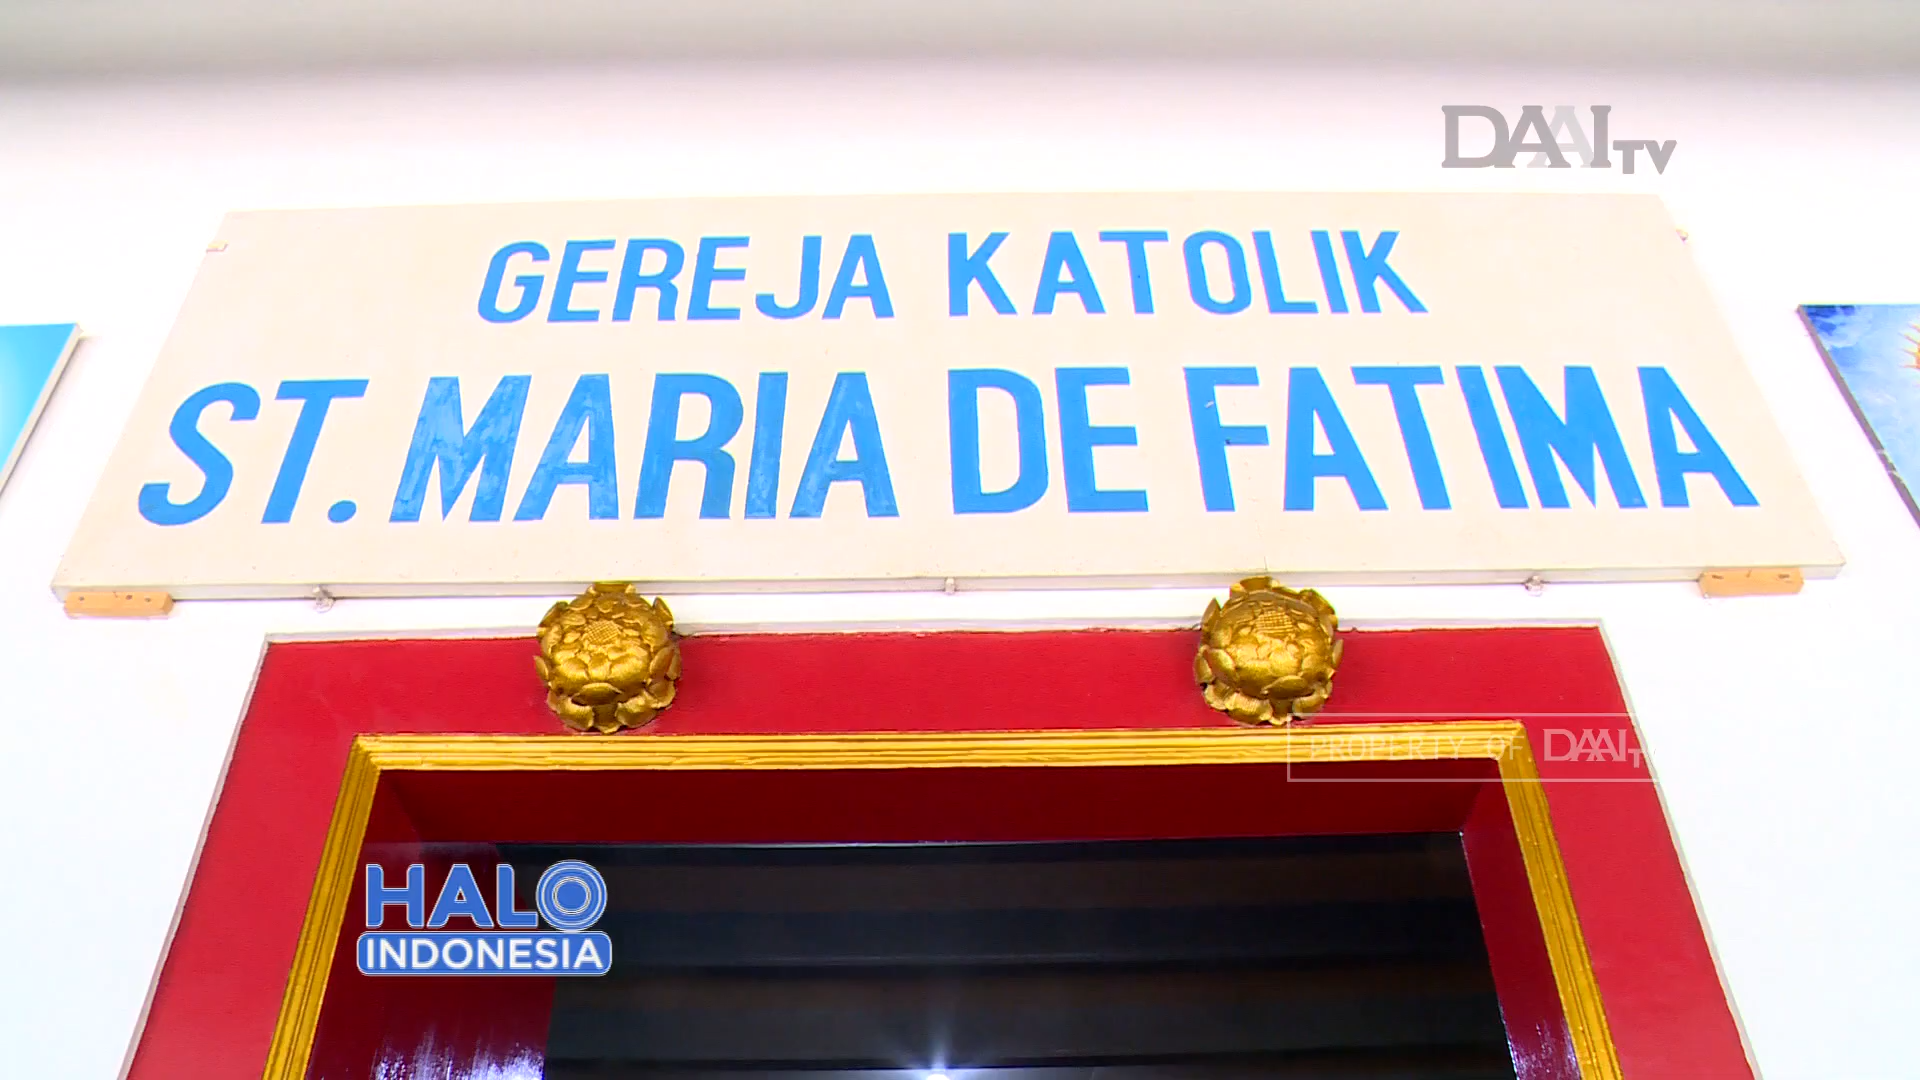 DAAI TV
GEREJA KATOLIK
ST. MARIA DE FATIMA
PROPERTY OF DAAI TV
HALO
INDONESIA